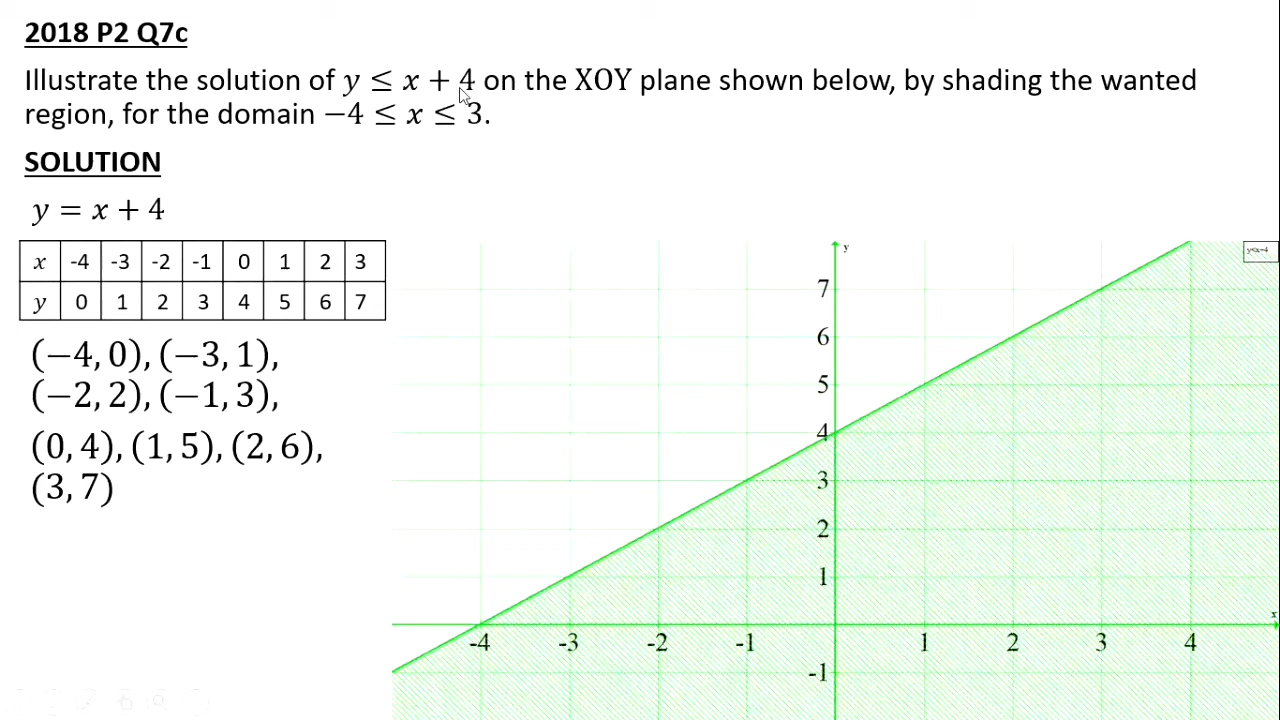 2018 P2 Q7c
Illustrate the solution of y ≤ x + 4 on the XOY plane shown below, by shading the wanted
region, for the domain −4 ≤ x ≤ 3.
SOLUTION
y = x + 4
x -4 -3 -2 -1 0 1 2 3
y 0 1 2 3 4 5 6 7
(−4, 0), (−3, 1),
(−2, 2), (−1, 3),
(0, 4), (1, 5), (2, 6),
(3, 7)
y
7
6
5
4
3
2
1
x
-4 -3 -2 -1 1 2 3 4
-1